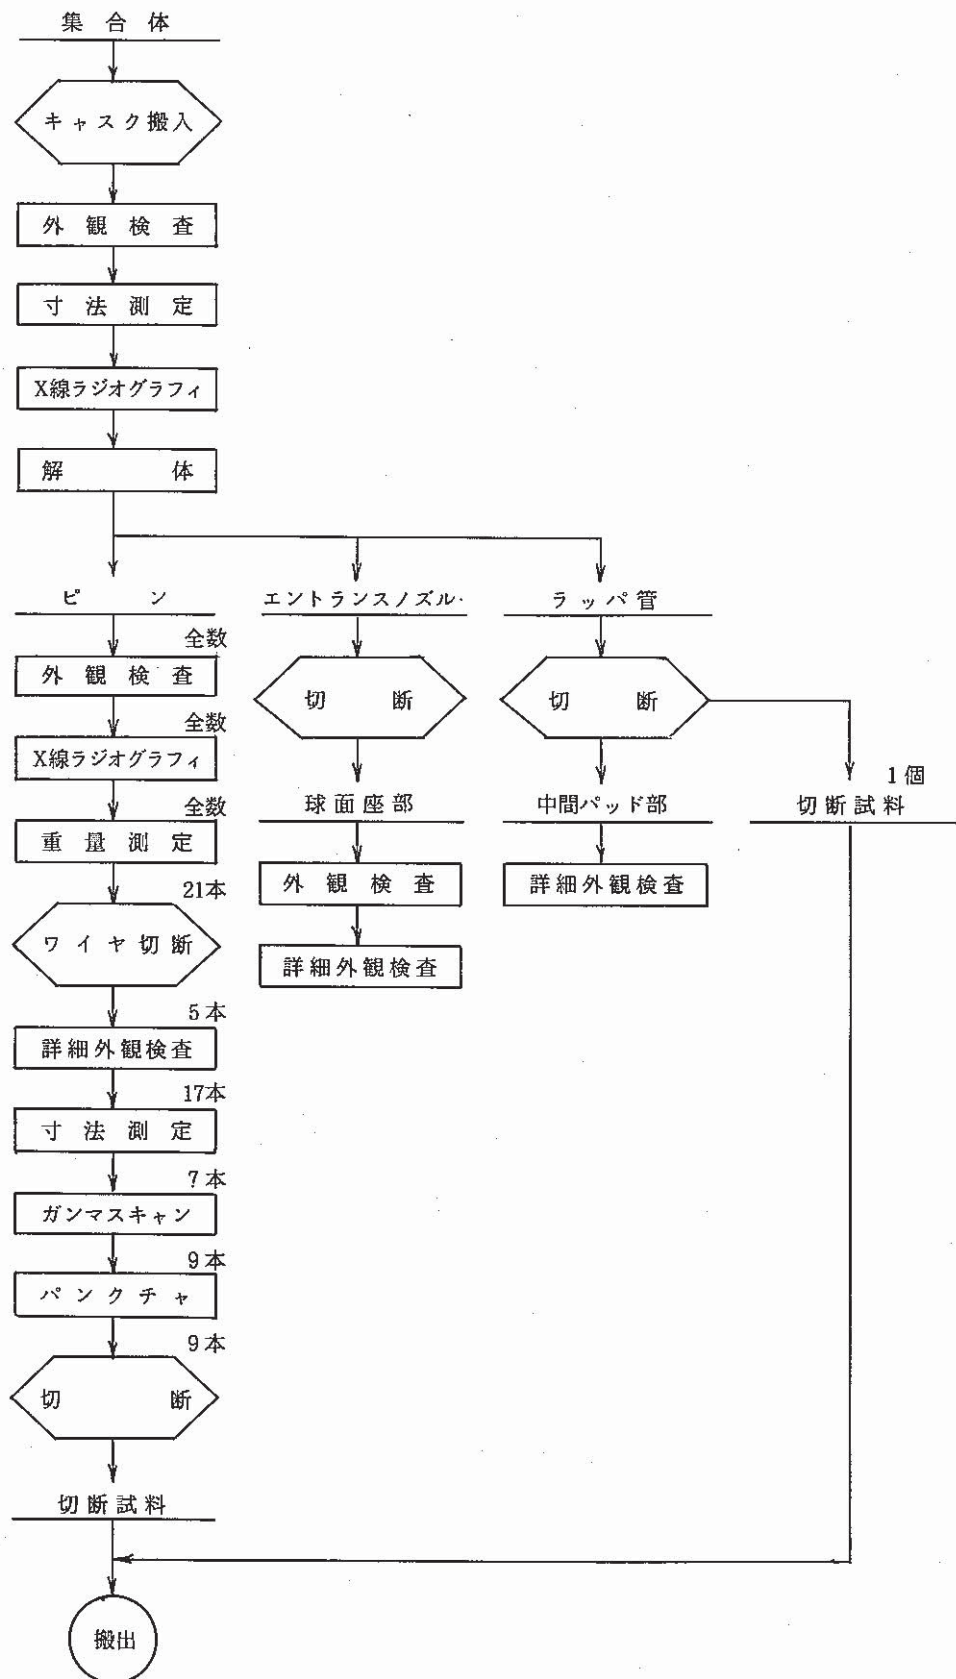 集合体
キャスク搬入
外観検査
寸法測定
X線ラジオグラフィ
解体
ピン
エントランスノズル
ラッパ管
全数
外観検査
切断
切断
全数
X線ラジオグラフィ
1個
全数
球面座部
中間パッド部
切断試料
重量測定
外観検査
詳細外観検査
21本
ワイヤ切断
詳細外観検査
5本
詳細外観検査
17本
寸法測定
7本
ガンマスキャン
9本
パンクチャ
9本
切断
切断試料
搬出